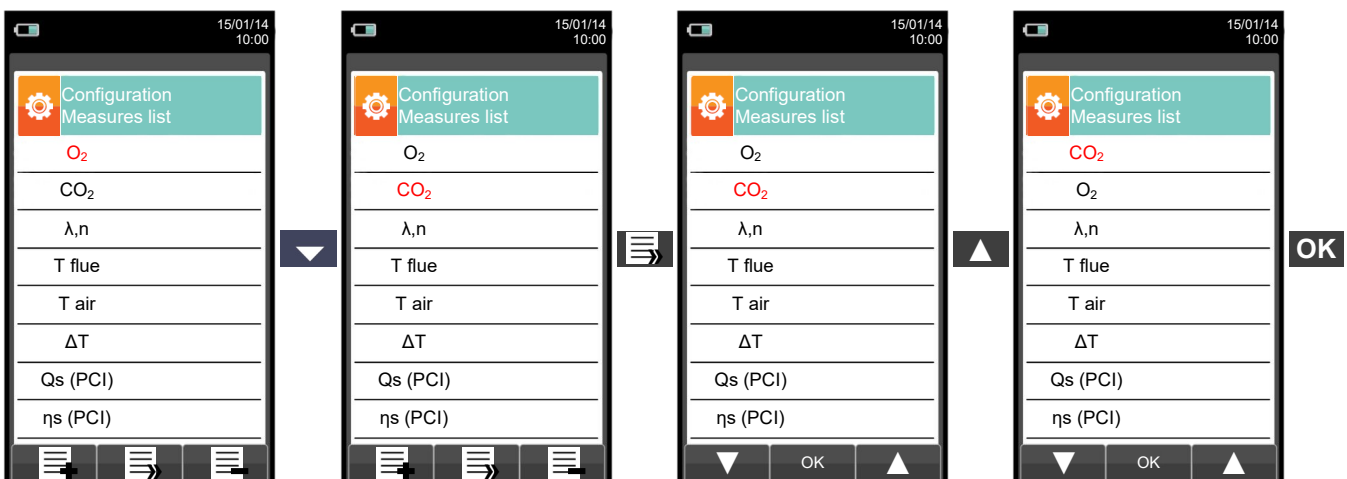 15/01/14
10:00
Configuration
Measures list
O₂
CO₂
λ,n
T flue
T air
ΔT
Qs (PCI)
ηs (PCI)
15/01/14
10:00
Configuration
Measures list
O₂
CO₂
λ,n
T flue
T air
ΔT
Qs (PCI)
ηs (PCI)
15/01/14
10:00
Configuration
Measures list
O₂
CO₂
λ,n
T flue
T air
ΔT
Qs (PCI)
ηs (PCI)
OK
15/01/14
10:00
Configuration
Measures list
CO₂
O₂
λ,n
T flue
T air
ΔT
Qs (PCI)
ηs (PCI)
OK
OK